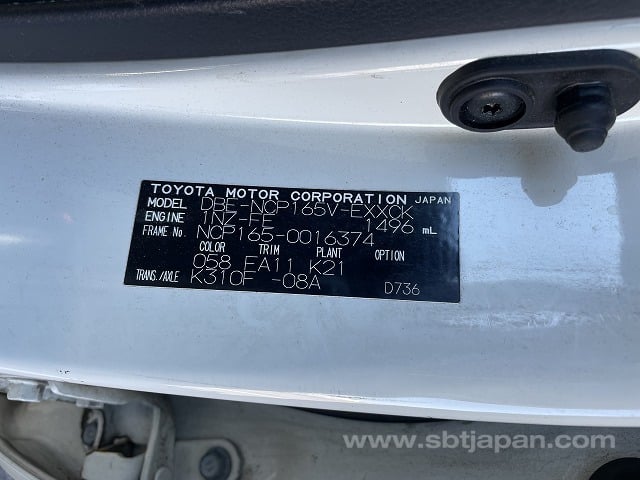 TOYOTA MOTOR CORPORATION JAPAN
MODEL DBE-NCP165V-EXXCK
ENGINE 1NZ-FE 1496 mL
FRAME No. NCP165-0016374
COLOR TRIM PLANT OPTION
058 FA11 K21
TRANS./AXLE K310F -08A D736
www.sbtjapan.com